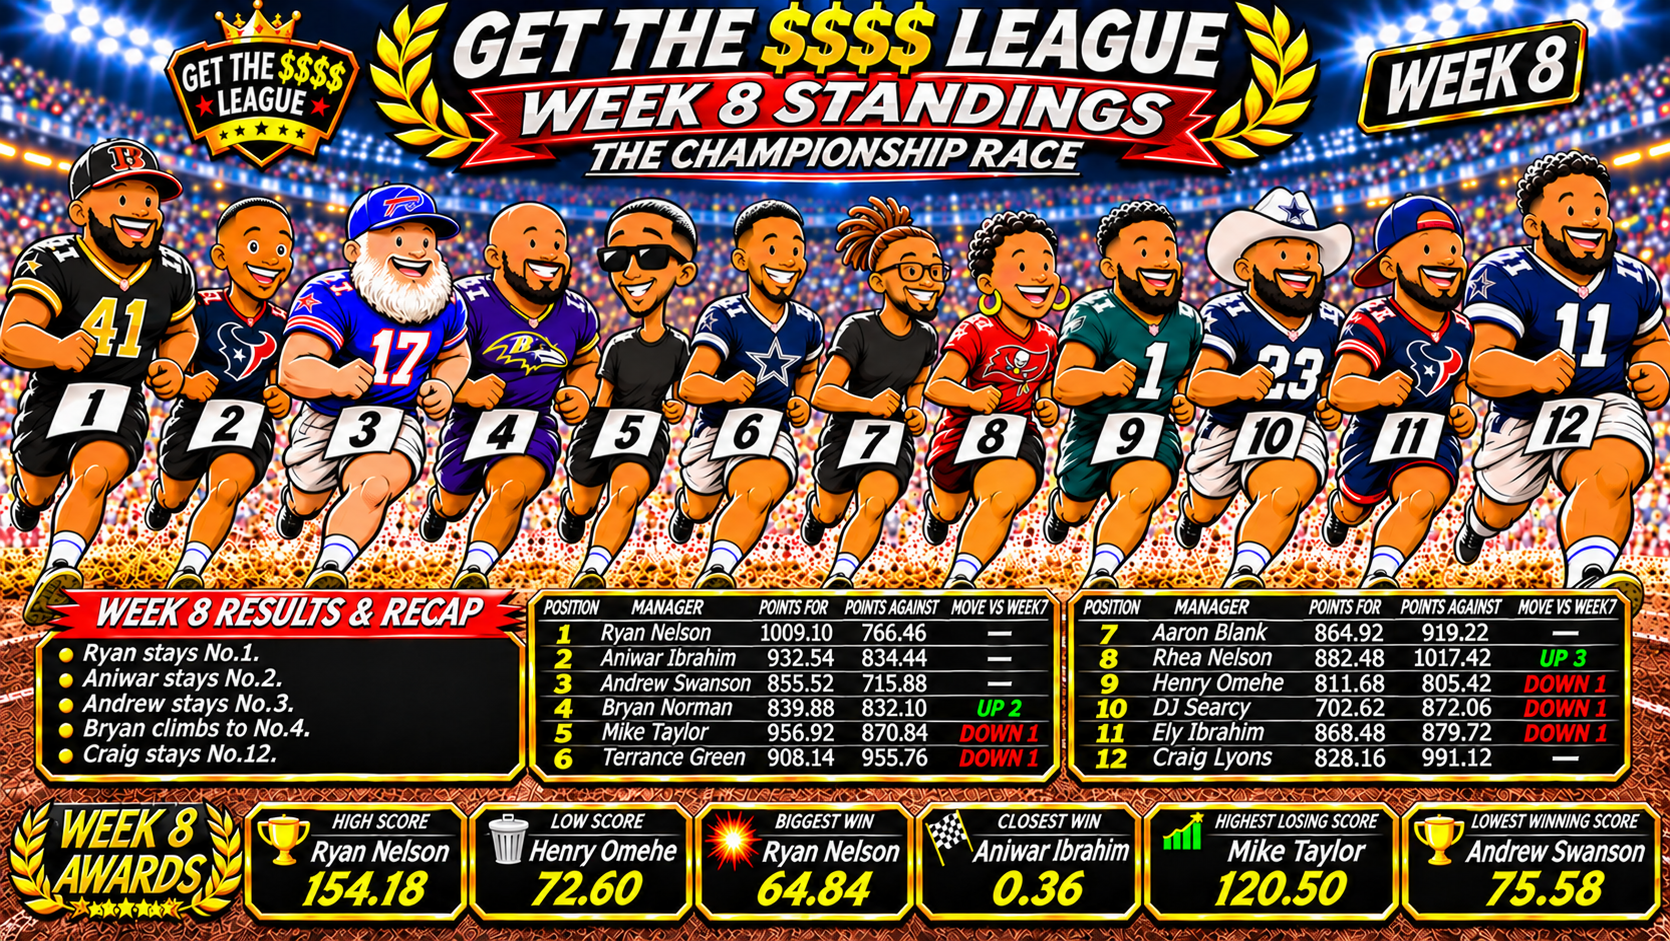 GET THE $$$$ LEAGUE
WEEK 8 STANDINGS
THE CHAMPIONSHIP RACE
GET THE $$$$
LEAGUE
WEEK 8
B
41
17
1
23
11
1
2
3
4
5
6
7
8
9
10
11
12
WEEK 8 RESULTS & RECAP
Ryan stays No.1.
Aniwar stays No.2.
Andrew stays No.3.
Bryan climbs to No.4.
Craig stays No.12.
POSITION MANAGER POINTS FOR POINTS AGAINST MOVE VS WEEK7
1 Ryan Nelson 1009.10 766.46 —
2 Aniwar Ibrahim 932.54 834.44 —
3 Andrew Swanson 855.52 715.88 —
4 Bryan Norman 839.88 832.10 UP 2
5 Mike Taylor 956.92 870.84 DOWN 1
6 Terrance Green 908.14 955.76 DOWN 1
POSITION MANAGER POINTS FOR POINTS AGAINST MOVE VS WEEK7
7 Aaron Blank 864.92 919.22 —
8 Rhea Nelson 882.48 1017.42 UP 3
9 Henry Omehe 811.68 805.42 DOWN 1
10 DJ Searcy 702.62 872.06 DOWN 1
11 Ely Ibrahim 868.48 879.72 DOWN 1
12 Craig Lyons 828.16 991.12 —
WEEK 8
AWARDS
HIGH SCORE
Ryan Nelson
154.18
LOW SCORE
Henry Omehe
72.60
BIGGEST WIN
Ryan Nelson
64.84
CLOSEST WIN
Aniwar Ibrahim
0.36
HIGHEST LOSING SCORE
Mike Taylor
120.50
LOWEST WINNING SCORE
Andrew Swanson
75.58